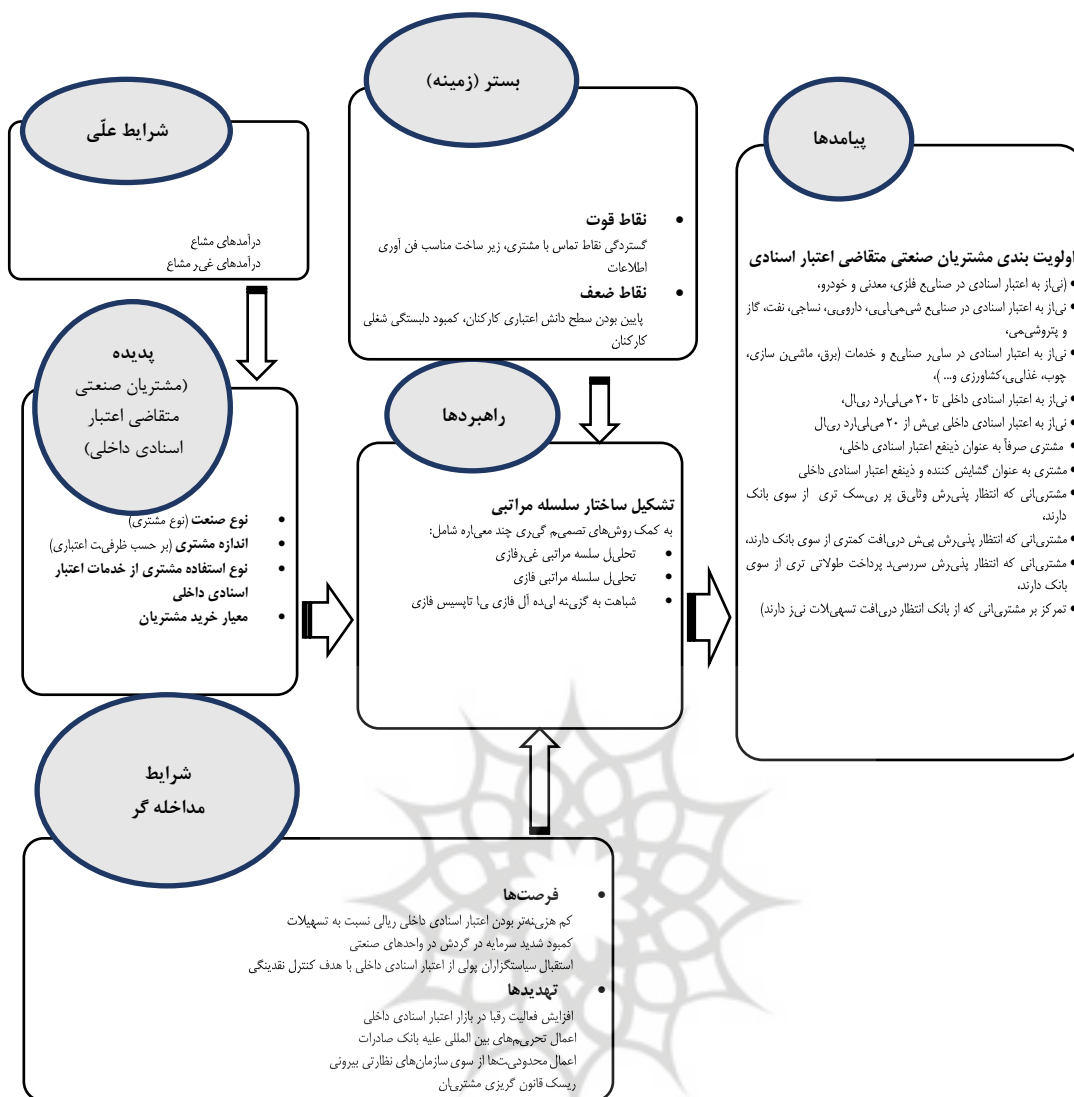 شرایط علّی
درآمدهای مشاع
درآمدهای غیر مشاع
بستر (زمینه)
نقاط قوت
گستردگی نقاط تماس با مشتری، زیر ساخت مناسب فن آوری
اطلاعات
نقاط ضعف
پایین بودن سطح دانش اعتباری کارکنان، کمبود دلبستگی شغلی
کارکنان
پدیده
(مشتریان صنعتی
متقاضی اعتبار
اسنادی داخلی)
نوع صنعت (نوع مشتری)
اندازه مشتری (بر حسب ظرفیت اعتباری)
نوع استفاده مشتری از خدمات اعتبار
اسنادی داخلی
معیار خرید مشتریان
راهبردها
تشکیل ساختار سلسله مراتبی
به کمک روش‌های تصمیم گیری چند معیاره شامل:
تحلیل سلسه مراتبی غیرفازی
تحلیل سلسله مراتبی فازی
شباهت به گزینه ایده آل فازی یا تاپسیس فازی
شرایط
مداخله گر
فرصت‌ها
کم هزینه‌تر بودن اعتبار اسنادی داخلی ریالی نسبت به تسهیلات
کمبود شدید سرمایه در گردش در واحدهای صنعتی
استقبال سیاستگزاران پولی از اعتبار اسنادی داخلی با هدف کنترل نقدینگی
تهدیدها
افزایش فعالیت رقبا در بازار اعتبار اسنادی داخلی
اعمال تحریم‌های بین المللی علیه بانک صادرات
اعمال محدودیت‌ها از سوی سازمان‌های نظارتی بیرونی
ریسک قانون گریزی مشتریان
پیامدها
اولویت بندی مشتریان صنعتی متقاضی اعتبار اسنادی
(نیاز به اعتبار اسنادی در صنایع فلزی، معدنی و خودرو،
نیاز به اعتبار اسنادی در صنایع شیمیایی، دارویی، نساجی، نفت، گاز
و پتروشیمی،
نیاز به اعتبار اسنادی در سایر صنایع و خدمات (برق، ماشین سازی،
چوب، غذایی،کشاورزی و... )،
نیاز به اعتبار اسنادی داخلی تا ۲۰ میلیارد ریال،
نیاز به اعتبار اسنادی داخلی بیش از ۲۰ میلیارد ریال
مشتری صرفاً به عنوان ذینفع اعتبار اسنادی داخلی،
مشتری به عنوان گشایش کننده و ذینفع اعتبار اسنادی داخلی
مشتریانی که انتظار پذیرش وثایق پر ریسک تری از سوی بانک
دارند،
مشتریانی که انتظار پذیرش پیش دریافت کمتری از سوی بانک دارند،
مشتریانی که انتظار پذیرش سررسید پرداخت طولانی تری از سوی
بانک دارند،
تمرکز بر مشتریانی که از بانک انتظار دریافت تسهیلات نیز دارند)